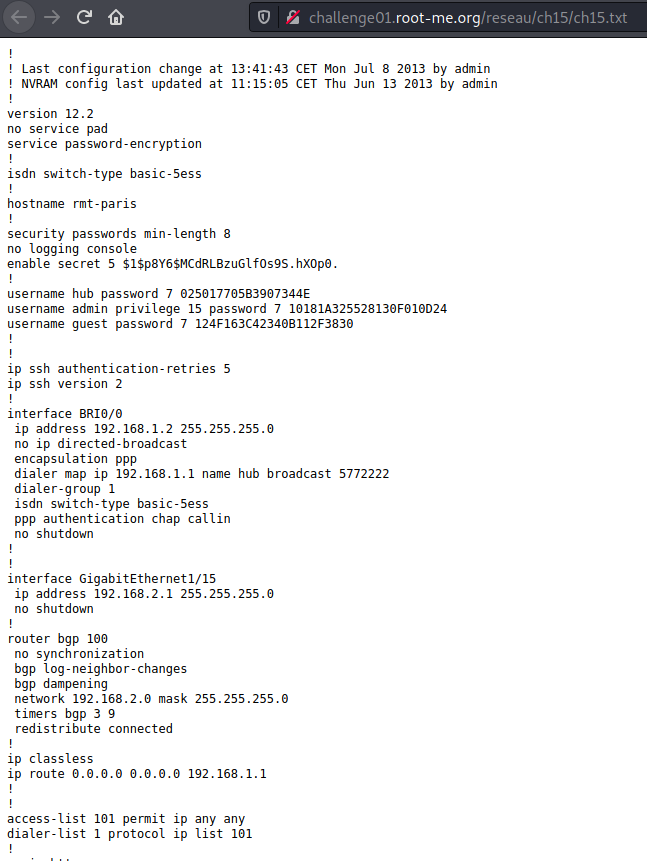 challenge01.root-me.org/reseau/ch15/ch15.txt
!
! Last configuration change at 13:41:43 CET Mon Jul 8 2013 by admin
! NVRAM config last updated at 11:15:05 CET Thu Jun 13 2013 by admin
!
version 12.2
no service pad
service password-encryption
!
isdn switch-type basic-5ess
!
hostname rmt-paris
!
security passwords min-length 8
no logging console
enable secret 5 $1$p8Y6$MCdRLBzuGlfOs9S.hXOp0.
!
username hub password 7 025017705B3907344E
username admin privilege 15 password 7 10181A325528130F010D24
username guest password 7 124F163C42340B112F3830
!
!
ip ssh authentication-retries 5
ip ssh version 2
!
interface BRI0/0
 ip address 192.168.1.2 255.255.255.0
 no ip directed-broadcast
 encapsulation ppp
 dialer map ip 192.168.1.1 name hub broadcast 5772222
 dialer-group 1
 isdn switch-type basic-5ess
 ppp authentication chap callin
 no shutdown
!
!
interface GigabitEthernet1/15
 ip address 192.168.2.1 255.255.255.0
 no shutdown
!
router bgp 100
 no synchronization
 bgp log-neighbor-changes
 bgp dampening
 network 192.168.2.0 mask 255.255.255.0
 timers bgp 3 9
 redistribute connected
!
ip classless
ip route 0.0.0.0 0.0.0.0 192.168.1.1
!
!
access-list 101 permit ip any any
dialer-list 1 protocol ip list 101
!